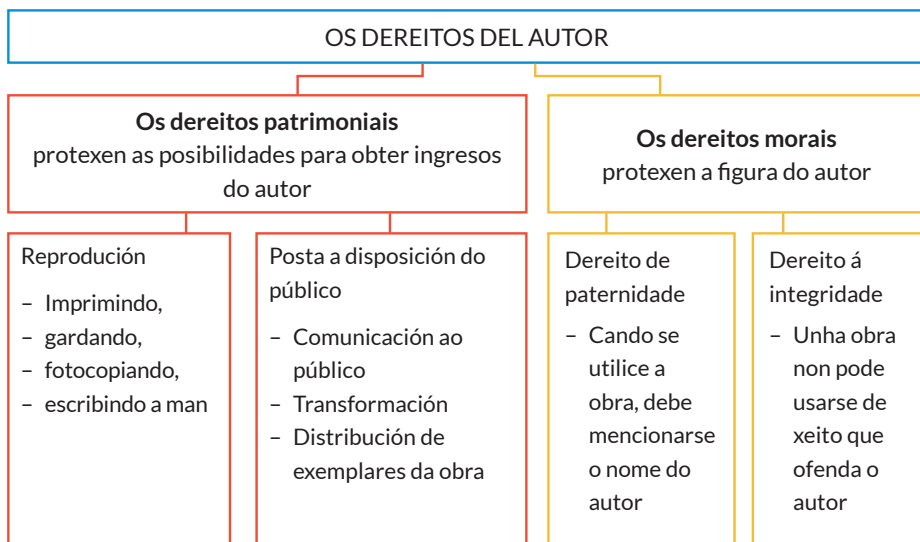 OS DEREITOS DEL AUTOR
Os dereitos patrimoniais
protexen as posibilidades para obter ingresos
do autor
Os dereitos morais
protexen a figura do autor
Reprodución
– Imprimindo,
– gardando,
– fotocopiando,
– escribindo a man
Posta a disposición do
público
– Comunicación ao
público
– Transformación
– Distribución de
exemplares da obra
Dereito de
paternidade
– Cando se
utilice a
obra, debe
mencionarse
o nome do
autor
Dereito á
integridade
– Unha obra
non pode
usarse de
xeito que
ofenda o
autor